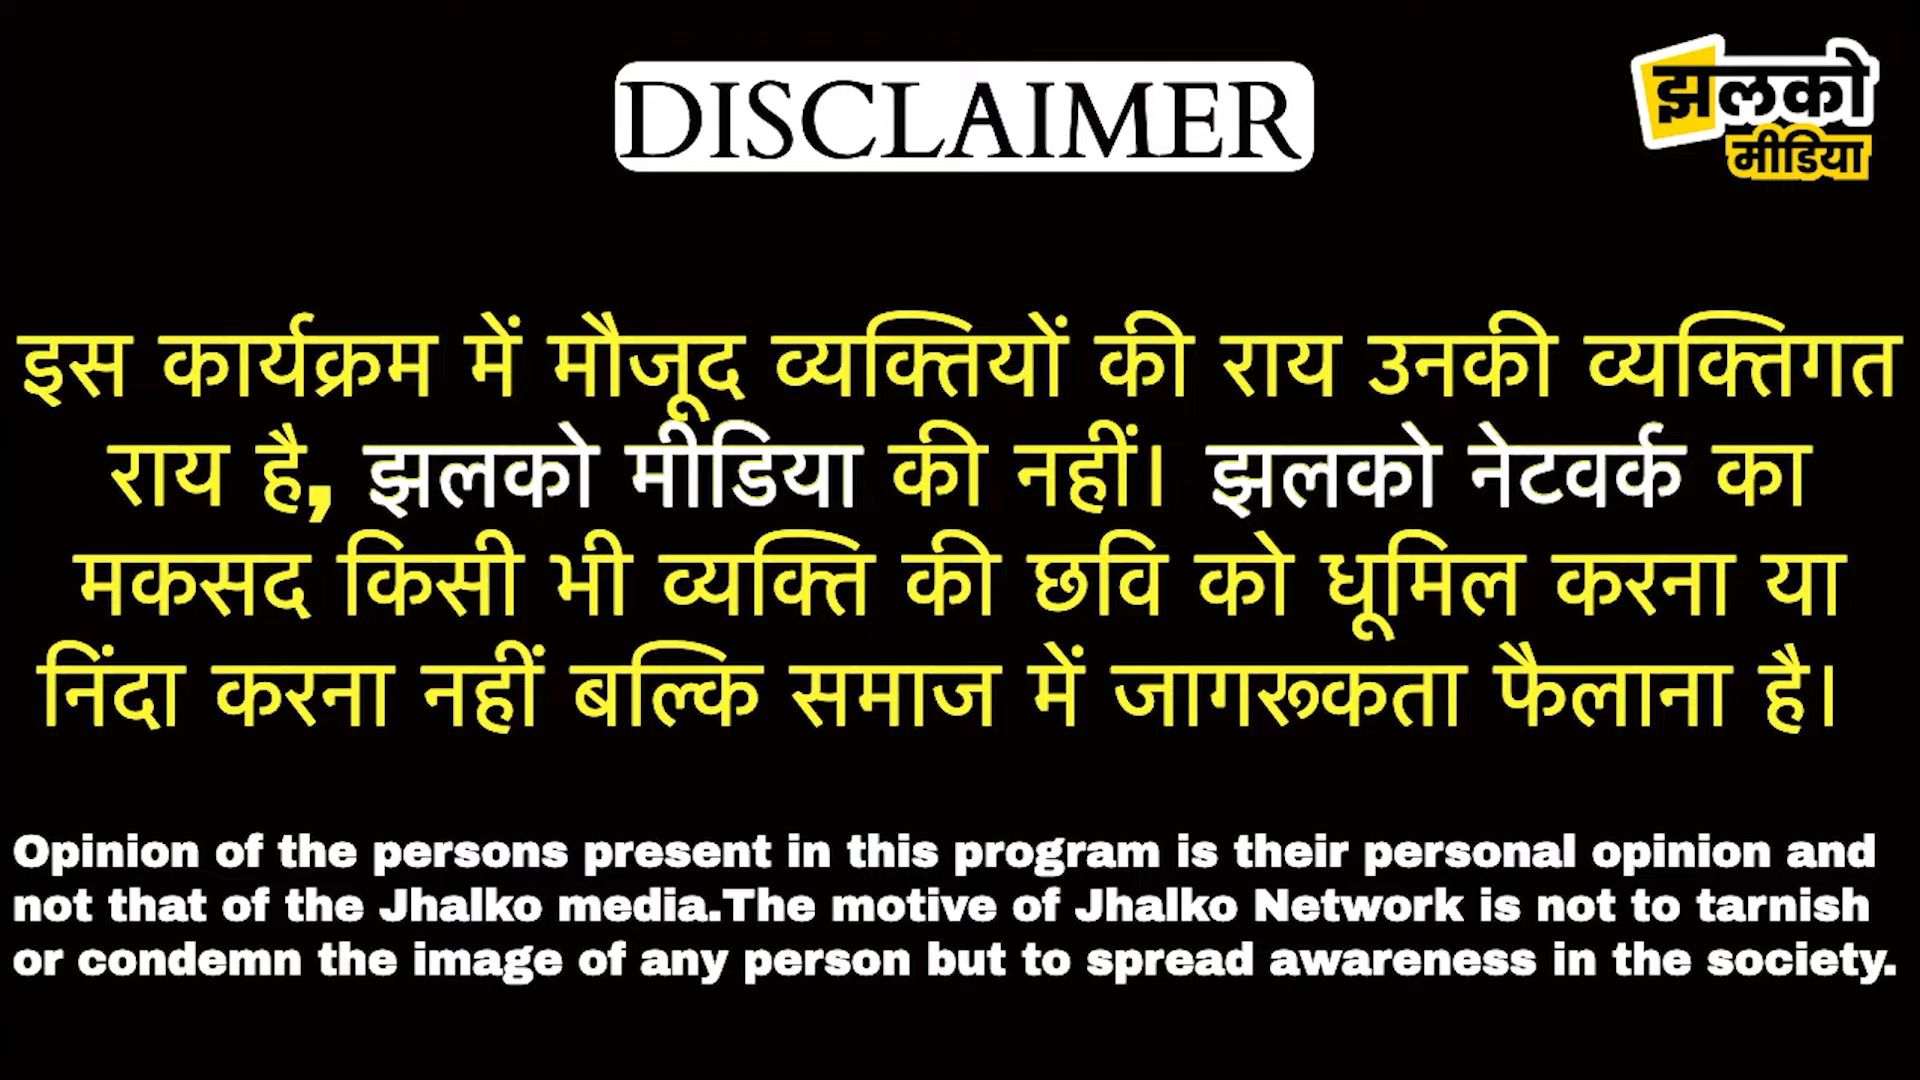 DISCLAIMER
झलको
मीडिया
इस कार्यक्रम में मौजूद व्यक्तियों की राय उनकी व्यक्तिगत
राय है, झलको मीडिया की नहीं। झलको नेटवर्क का
मकसद किसी भी व्यक्ति की छवि को धूमिल करना या
निंदा करना नहीं बल्कि समाज में जागरूकता फैलाना है।
Opinion of the persons present in this program is their personal opinion and
not that of the Jhalko media.The motive of Jhalko Network is not to tarnish
or condemn the image of any person but to spread awareness in the society.